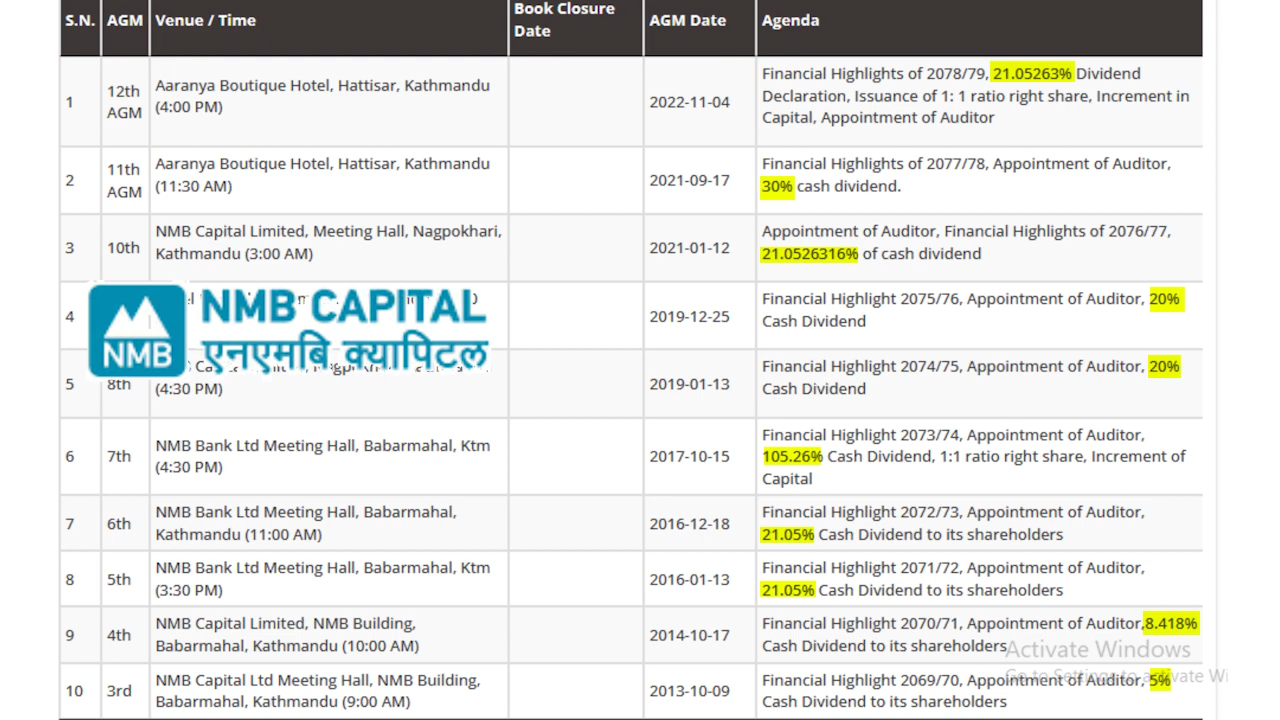 S.N. AGM Venue / Time Book Closure Date AGM Date Agenda
1 12th AGM Aaranya Boutique Hotel, Hattisar, Kathmandu (4:00 PM) 2022-11-04 Financial Highlights of 2078/79, 21.05263% Dividend Declaration, Issuance of 1: 1 ratio right share, Increment in Capital, Appointment of Auditor
2 11th AGM Aaranya Boutique Hotel, Hattisar, Kathmandu (11:30 AM) 2021-09-17 Financial Highlights of 2077/78, Appointment of Auditor, 30% cash dividend.
3 10th NMB Capital Limited, Meeting Hall, Nagpokhari, Kathmandu (3:00 AM) 2021-01-12 Appointment of Auditor, Financial Highlights of 2076/77, 21.0526316% of cash dividend
4 2019-12-25 Financial Highlight 2075/76, Appointment of Auditor, 20% Cash Dividend
NMB
NMB CAPITAL
एनएमबि क्यापिटल
5 8th (4:30 PM) 2019-01-13 Financial Highlight 2074/75, Appointment of Auditor, 20% Cash Dividend
6 7th NMB Bank Ltd Meeting Hall, Babarmahal, Ktm (4:30 PM) 2017-10-15 Financial Highlight 2073/74, Appointment of Auditor, 105.26% Cash Dividend, 1:1 ratio right share, Increment of Capital
7 6th NMB Bank Ltd Meeting Hall, Babarmahal, Kathmandu (11:00 AM) 2016-12-18 Financial Highlight 2072/73, Appointment of Auditor, 21.05% Cash Dividend to its shareholders
8 5th NMB Bank Ltd Meeting Hall, Babarmahal, Ktm (3:30 PM) 2016-01-13 Financial Highlight 2071/72, Appointment of Auditor, 21.05% Cash Dividend to its shareholders
9 4th NMB Capital Limited, NMB Building, Babarmahal, Kathmandu (10:00 AM) 2014-10-17 Financial Highlight 2070/71, Appointment of Auditor,8.418% Cash Dividend to its shareholders
10 3rd NMB Capital Ltd Meeting Hall, NMB Building, Babarmahal, Kathmandu (9:00 AM) 2013-10-09 Financial Highlight 2069/70, Appointment of Auditor, 5% Cash Dividend to its shareholders
Activate Windows
Go to Settings to activate Wi